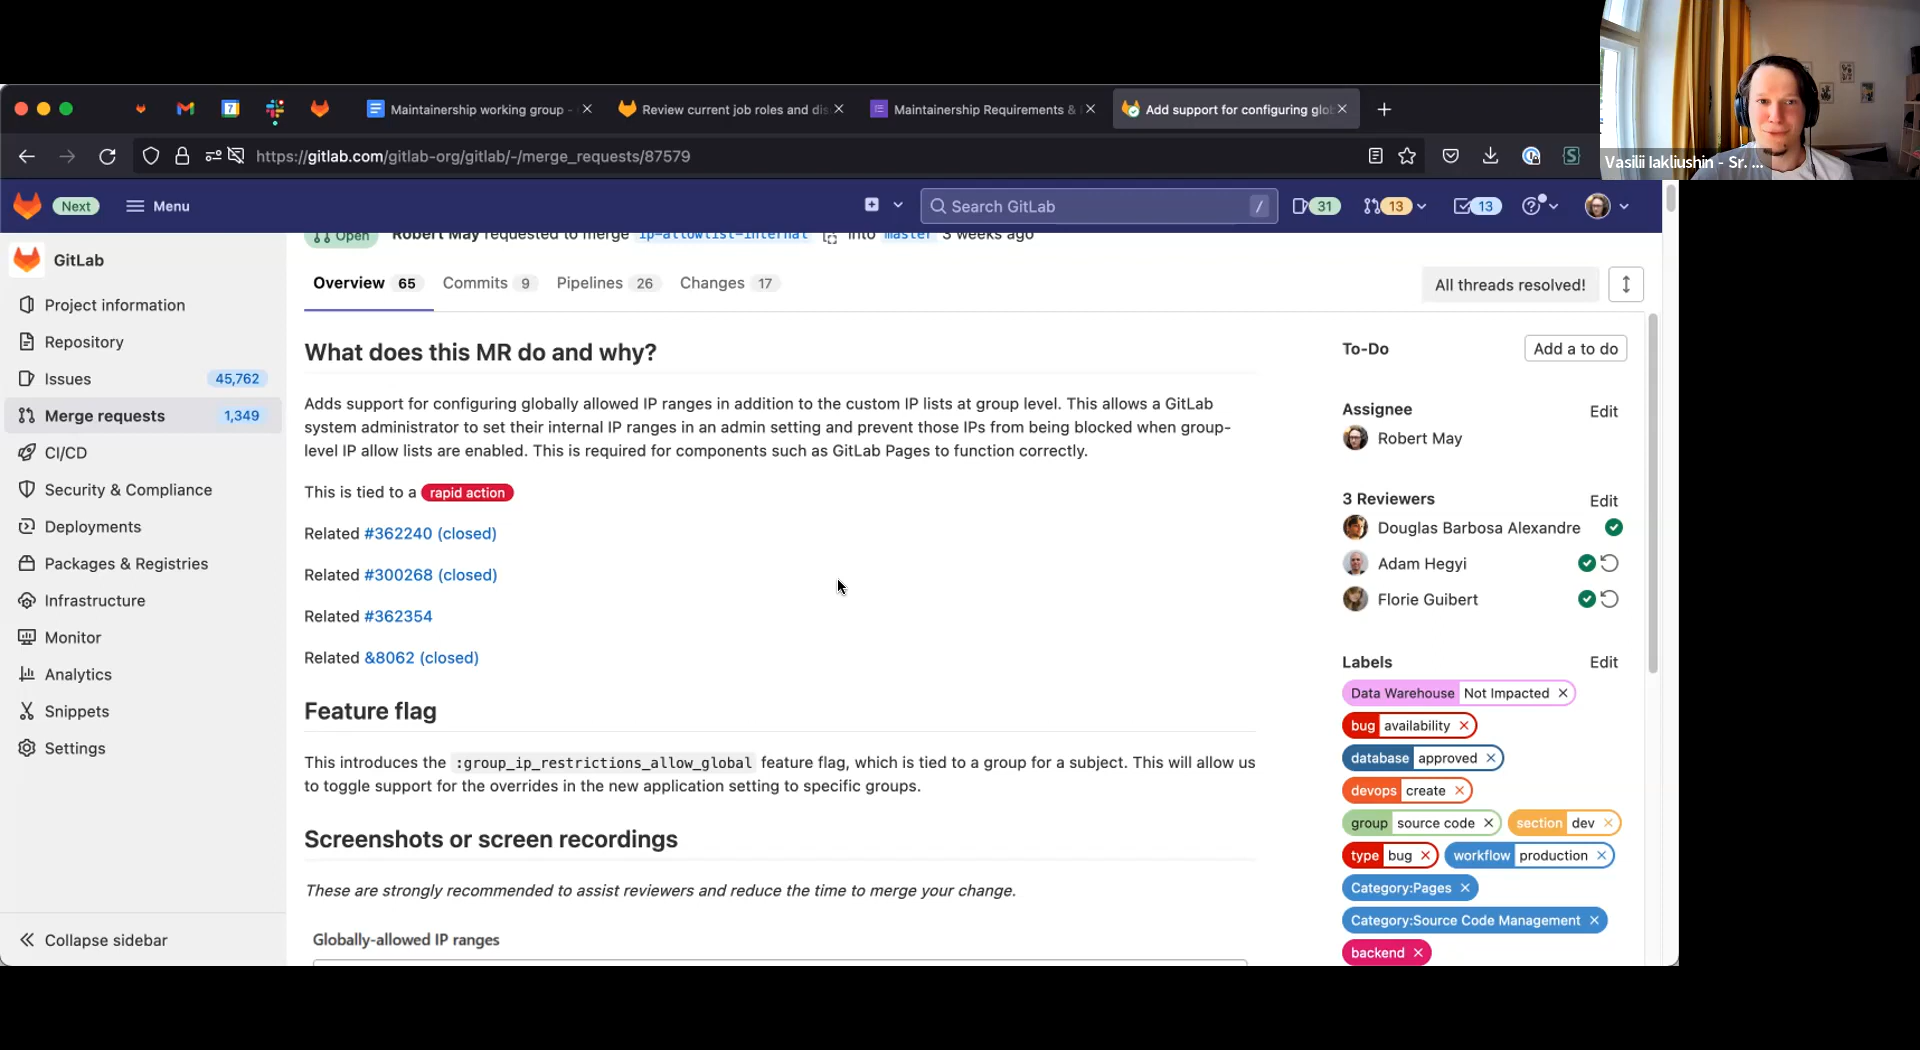 Maintainership working group -
Review current job roles and dis
Maintainership Requirements &
Add support for configuring glo
https://gitlab.com/gitlab-org/gitlab/-/merge_requests/87579
Vasilii Iakliushin - Sr. ...
Next
Menu
Search GitLab
/
31
13
13
Open Robert May requested to merge ip-allowlist-internal into master 3 weeks ago
GitLab
Project information
Repository
Issues 45,762
Merge requests 1,349
CI/CD
Security & Compliance
Deployments
Packages & Registries
Infrastructure
Monitor
Analytics
Snippets
Settings
Collapse sidebar
Overview 65 Commits 9 Pipelines 26 Changes 17
All threads resolved!
What does this MR do and why?
Adds support for configuring globally allowed IP ranges in addition to the custom IP lists at group level. This allows a GitLab
system administrator to set their internal IP ranges in an admin setting and prevent those IPs from being blocked when group-
level IP allow lists are enabled. This is required for components such as GitLab Pages to function correctly.
This is tied to a rapid action
Related #362240 (closed)
Related #300268 (closed)
Related #362354
Related &8062 (closed)
Feature flag
This introduces the :group_ip_restrictions_allow_global feature flag, which is tied to a group for a subject. This will allow us
to toggle support for the overrides in the new application setting to specific groups.
Screenshots or screen recordings
These are strongly recommended to assist reviewers and reduce the time to merge your change.
Globally-allowed IP ranges
To-Do
Add a to do
Assignee
Edit
Robert May
3 Reviewers
Edit
Douglas Barbosa Alexandre
Adam Hegyi
Florie Guibert
Labels
Edit
Data Warehouse Not Impacted ×
bug availability ×
database approved ×
devops create ×
group source code × section dev ×
type bug × workflow production ×
Category:Pages ×
Category:Source Code Management ×
backend ×